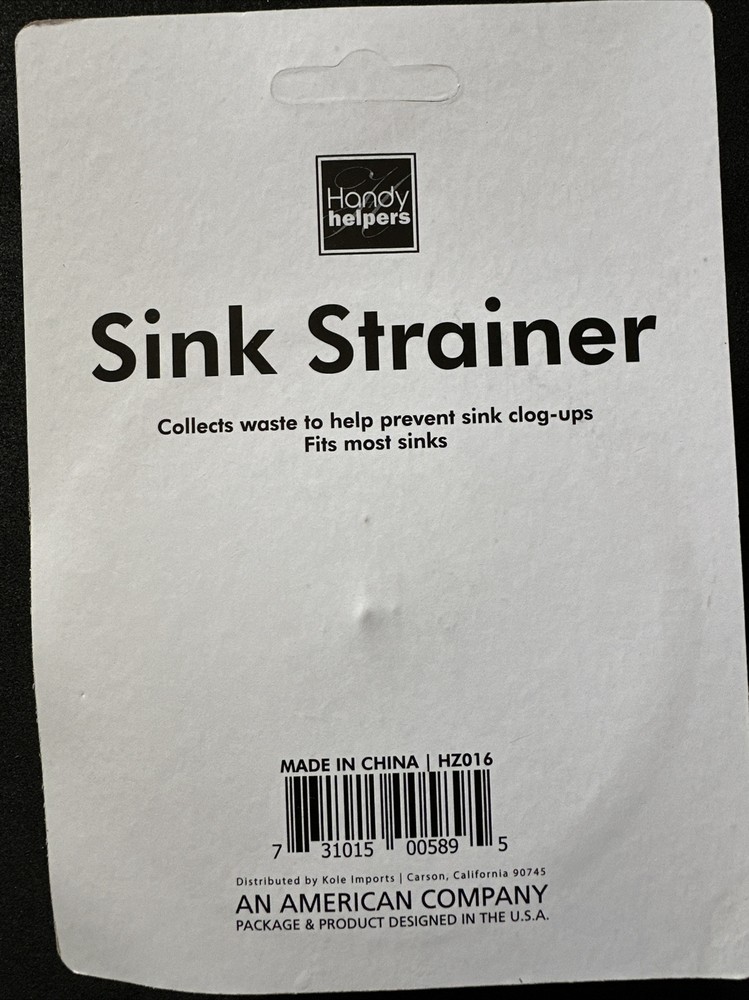 Handy
helpers
Sink Strainer
Collects waste to help prevent sink clog-ups
Fits most sinks
MADE IN CHINA | HZ016
7 31015 00589 5
Distributed by Kole Imports | Carson, California 90745
AN AMERICAN COMPANY
PACKAGE & PRODUCT DESIGNED IN THE U.S.A.